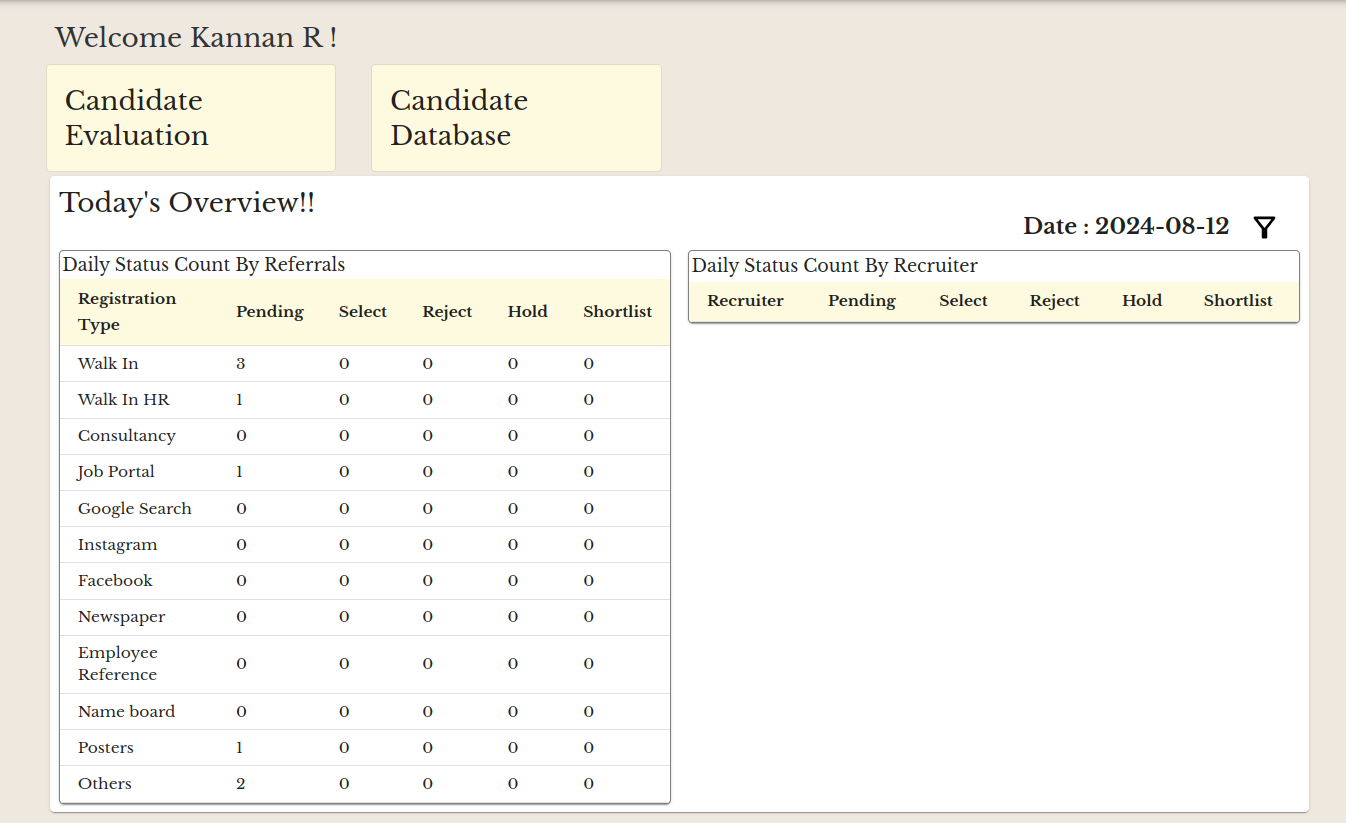 Welcome Kannan R !
Candidate
Evaluation
Candidate
Database
Today's Overview!!
Date : 2024-08-12
Daily Status Count By Referrals
Registration
Type
Pending Select Reject Hold Shortlist
Walk In 3 0 0 0 0
Walk In HR 1 0 0 0 0
Consultancy 0 0 0 0 0
Job Portal 1 0 0 0 0
Google Search 0 0 0 0 0
Instagram 0 0 0 0 0
Facebook 0 0 0 0 0
Newspaper 0 0 0 0 0
Employee
Reference
0 0 0 0 0
Name board 0 0 0 0 0
Posters 1 0 0 0 0
Others 2 0 0 0 0
Daily Status Count By Recruiter
Recruiter Pending Select Reject Hold Shortlist